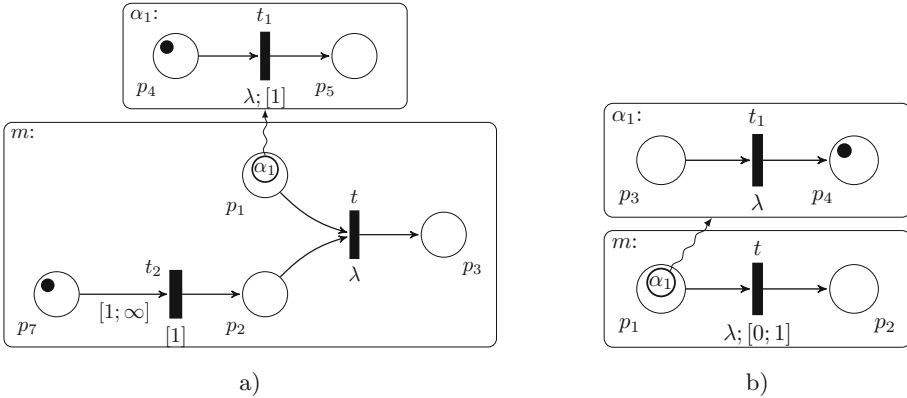 α₁:
t₁
p₄
p₅
λ; [1]
m:
α₁
p₁
t
p₃
λ
t₂
p₇
[1; ∞]
p₂
[1]
a)
α₁:
t₁
p₃
p₄
λ
m:
t
α₁
p₁
p₂
λ; [0; 1]
b)